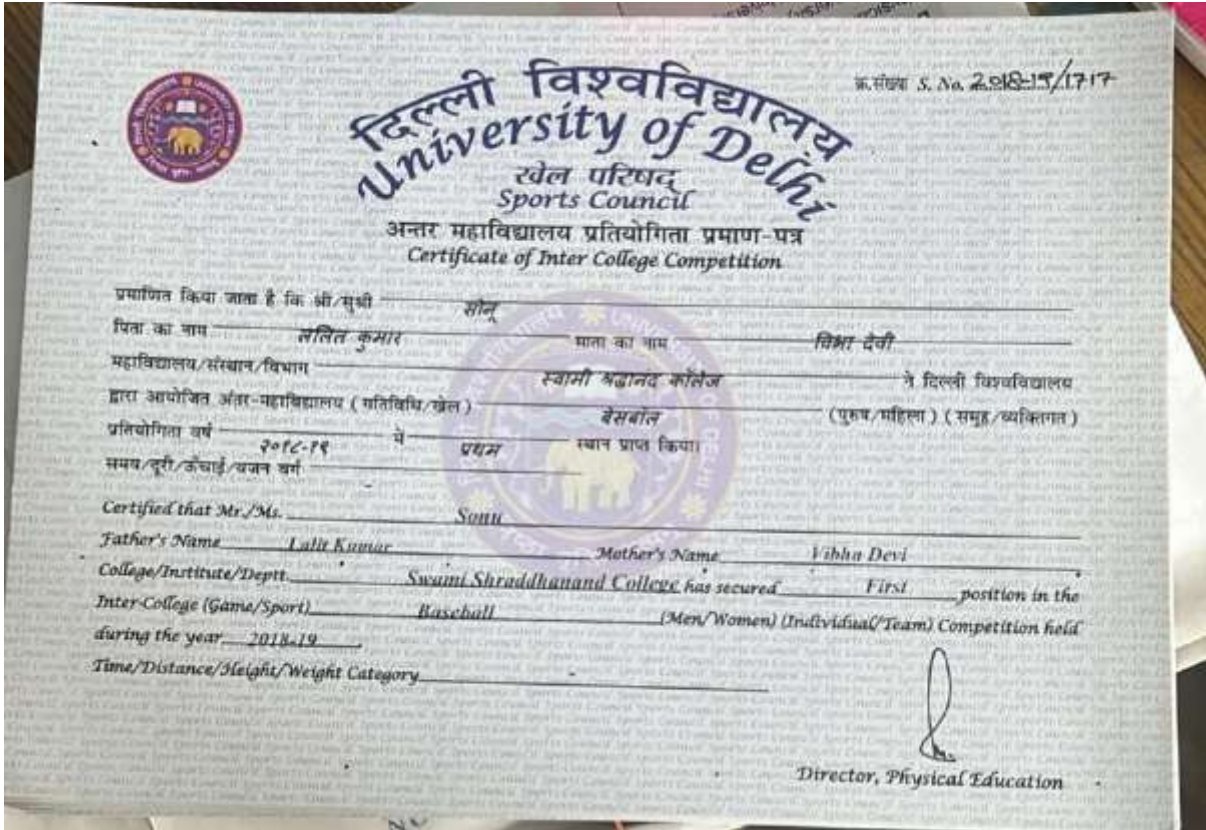 क्र.संख्या S. No. 2018-19/1717
दिल्ली विश्वविद्यालय
University of Delhi
खेल परिषद्
Sports Council
अन्तर महाविद्यालय प्रतियोगिता प्रमाण-पत्र
Certificate of Inter College Competition
प्रमाणित किया जाता है कि श्री/सुश्री सोनू
पिता का नाम ललित कुमार माता का नाम विभा देवी
महाविद्यालय/संस्थान/विभाग स्वामी श्रद्धानंद कॉलेज ने दिल्ली विश्वविद्यालय
द्वारा आयोजित अंतर-महाविद्यालय (गतिविधि/खेल) बेसबॉल (पुरुष/महिला) (समूह/व्यक्तिगत)
प्रतियोगिता वर्ष २०१८-१९ में प्रथम स्थान प्राप्त किया।
समय/दूरी/ऊँचाई/वजन वर्ग
Certified that Mr./Ms. Sonu
Father's Name Lalit Kumar Mother's Name Vibha Devi
College/Institute/Deptt. Swami Shraddhanand College has secured First position in the
Inter-College (Game/Sport) Baseball (Men/Women) (Individual/Team) Competition held
during the year 2018-19.
Time/Distance/Height/Weight Category -
Director, Physical Education